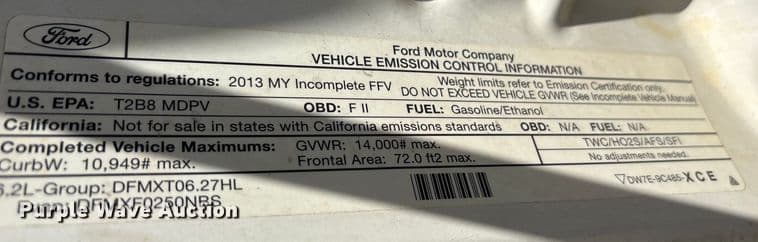 Ford
Ford Motor Company
VEHICLE EMISSION CONTROL INFORMATION
Conforms to regulations: 2013 MY Incomplete FFV
Weight limits refer to Emission Certification only.
DO NOT EXCEED VEHICLE GVWR (See Incomplete Vehicle Manual)
U.S. EPA: T2B8 MDPV OBD: F II FUEL: Gasoline/Ethanol
California: Not for sale in states with California emissions standards OBD: N/A FUEL: N/A
Completed Vehicle Maximums: GVWR: 14,000# max.
TWC/HO2S/AFS/SFI
CurbW: 10,949# max. Frontal Area: 72.0 ft2 max.
No adjustments needed.
6.2L-Group: DFMXT06.27HL
DFMXF0250NBS
DW7E-9C485-XCE
Purple Wave Auction